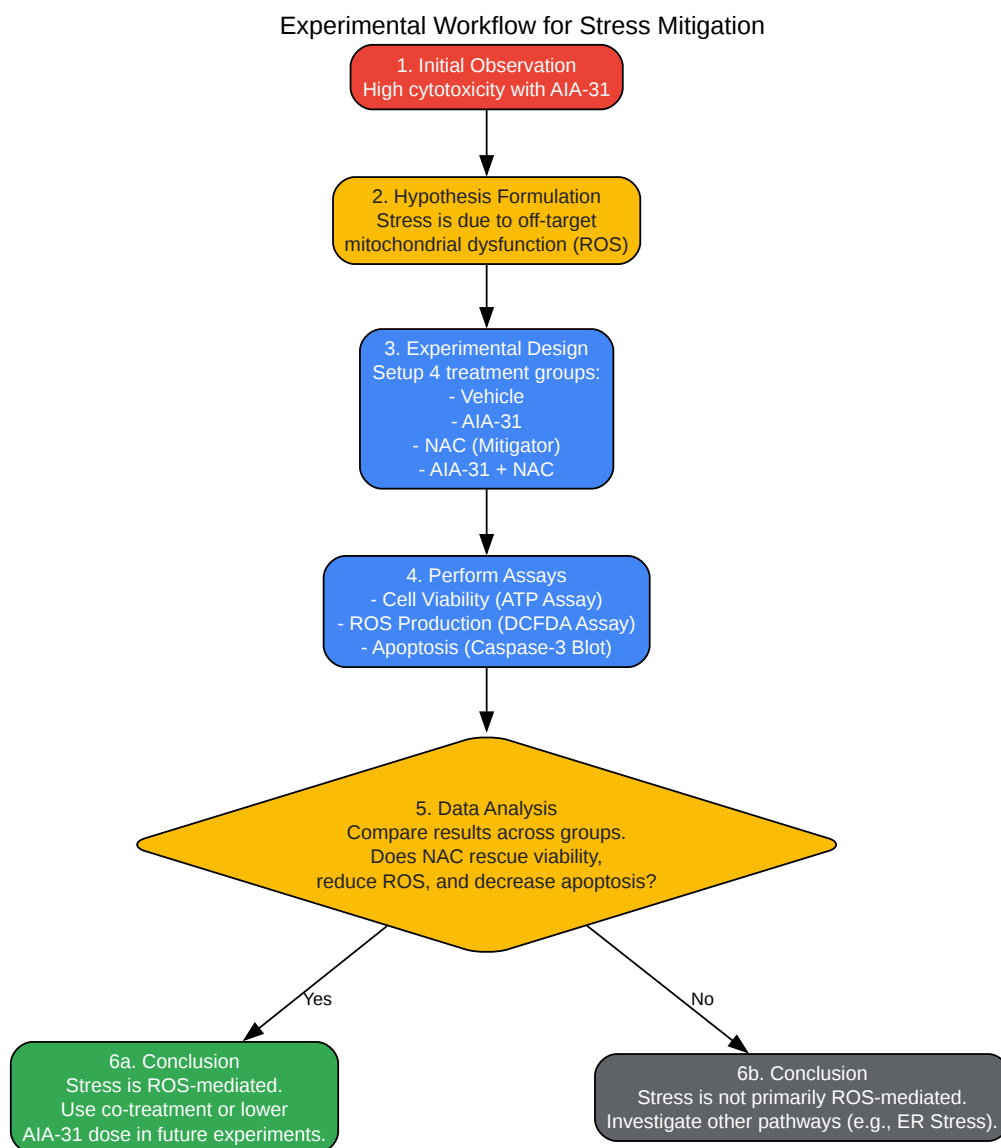 Experimental Workflow for Stress Mitigation
1. Initial Observation
High cytotoxicity with AIA-31
2. Hypothesis Formulation
Stress is due to off-target
mitochondrial dysfunction (ROS)
3. Experimental Design
Setup 4 treatment groups:
- Vehicle
- AIA-31
- NAC (Mitigator)
- AIA-31 + NAC
4. Perform Assays
- Cell Viability (ATP Assay)
- ROS Production (DCFDA Assay)
- Apoptosis (Caspase-3 Blot)
5. Data Analysis
Compare results across groups.
Does NAC rescue viability,
reduce ROS, and decrease apoptosis?
Yes
No
6a. Conclusion
Stress is ROS-mediated.
Use co-treatment or lower
AIA-31 dose in future experiments.
6b. Conclusion
Stress is not primarily ROS-mediated.
Investigate other pathways (e.g., ER Stress).